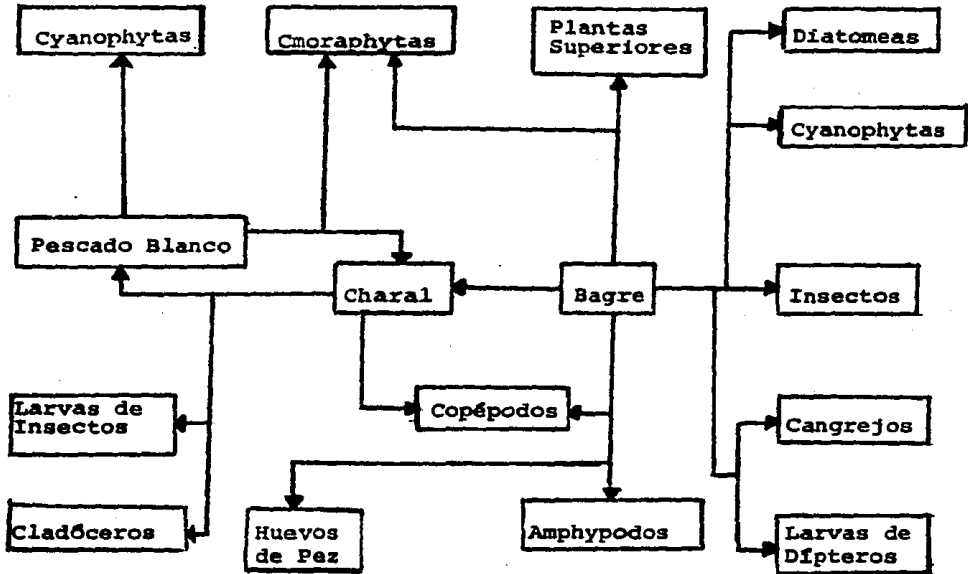 Cyanophytas
Cmoraphytas
Plantas
Superiores
Díatomeas
Cyanophytas
Pescado Blanco
Charal
Bagre
Insectos
Larvas de
Insectos
Copépodos
Cangrejos
Cladóceros
Huevos
de Pez
Amphypodos
Larvas de
Dípteros